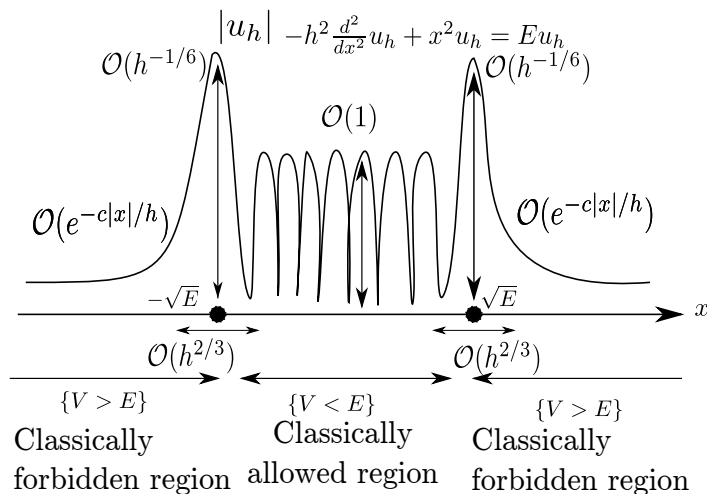 |u_h| -h^2 \frac{d^2}{dx^2} u_h + x^2 u_h = E u_h
𝒪(h^{-1/6})
𝒪(h^{-1/6})
𝒪(1)
𝒪(e^{-c|x|/h})
𝒪(e^{-c|x|/h})
-√E
√E
x
𝒪(h^{2/3})
𝒪(h^{2/3})
{V > E}
{V < E}
{V > E}
Classically
forbidden region
Classically
allowed region
Classically
forbidden region